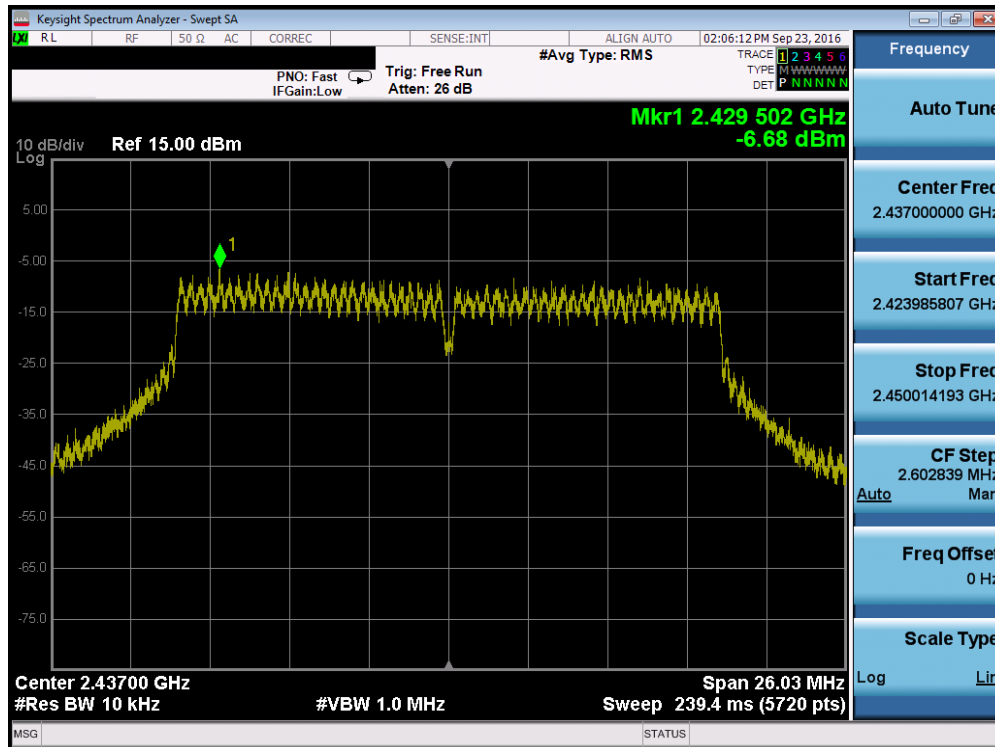 Keysight Spectrum Analyzer - Swept SA
LXI RL RF 50 Ω AC CORREC SENSE:INT ALIGN AUTO 02:06:12 PM Sep 23, 2016
Frequency
#Avg Type: RMS
TRACE 1 2 3 4 5 6
PNO: Fast Trig: Free Run
TYPE M WWWWW
IFGain:Low Atten: 26 dB
DET P N N N N N
Auto Tune
Mkr1 2.429 502 GHz
-6.68 dBm
10 dB/div Ref 15.00 dBm
Log
5.00
-5.00
-15.0
-25.0
-35.0
-45.0
-55.0
-65.0
-75.0
1
Center Freq
2.437000000 GHz
Start Freq
2.423985807 GHz
Stop Freq
2.450014193 GHz
CF Step
2.602839 MHz
Auto Man
Freq Offset
0 Hz
Scale Type
Log Lin
Center 2.43700 GHz Span 26.03 MHz
#Res BW 10 kHz #VBW 1.0 MHz Sweep 239.4 ms (5720 pts)
MSG STATUS